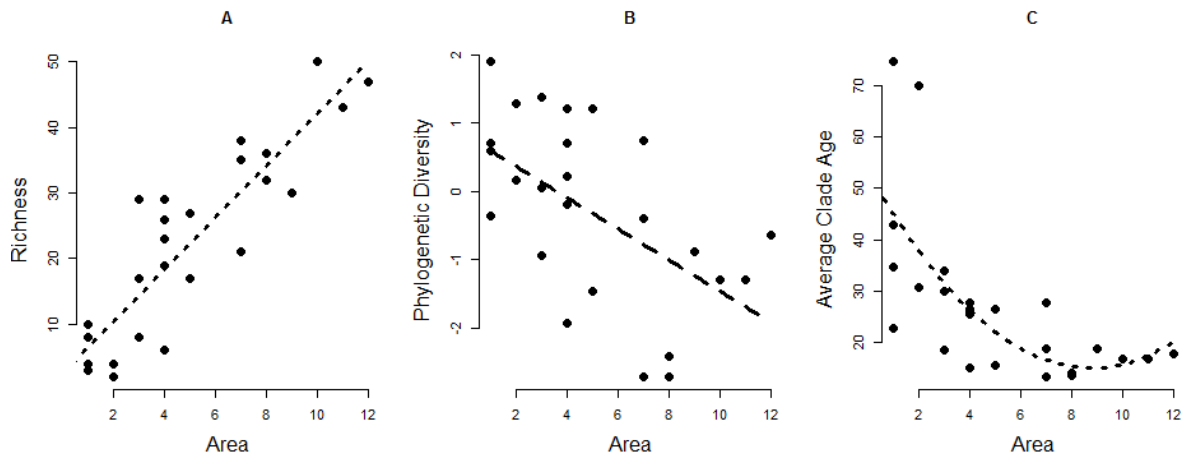 A
B
C
Richness
50
40
30
20
10
2 4 6 8 10 12
Area
Phylogenetic Diversity
2
1
0
-1
-2
2 4 6 8 10 12
Area
Average Clade Age
70
60
50
40
30
20
2 4 6 8 10 12
Area